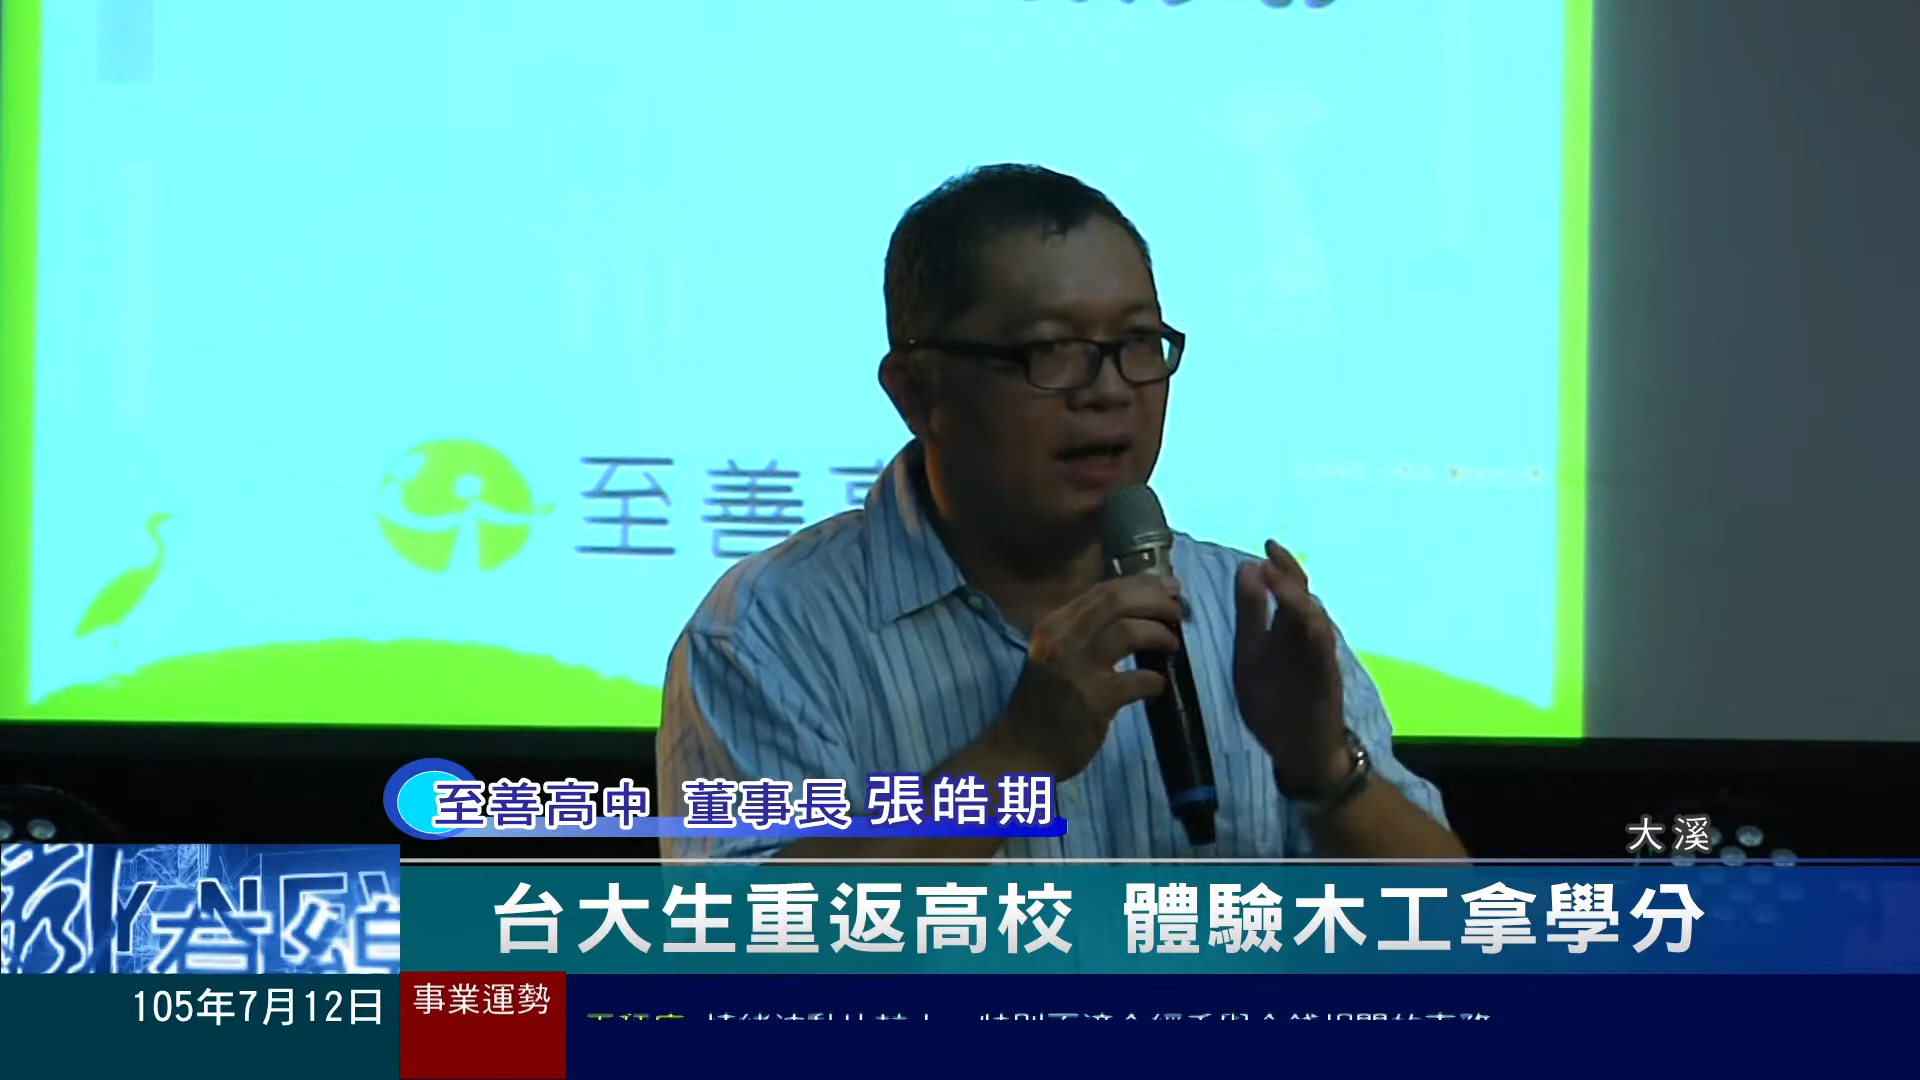 至善高
至善高中 董事長 張皓期
大溪
台大生重返高校 體驗木工拿學分
105年7月12日
事業運勢